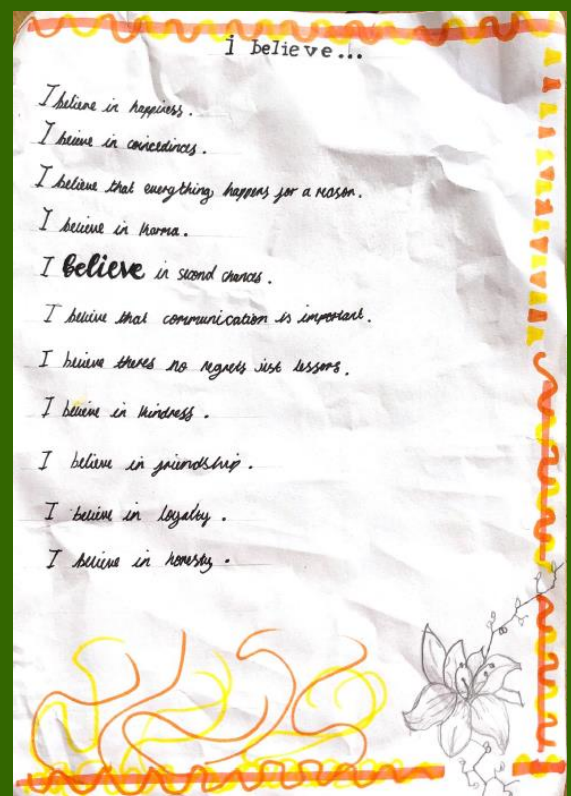 i believe...
I believe in happiness.
I believe in coincedinces.
I believe that everything, happens for a reason.
I believe in karma.
I believe in second chances.
I believe that communication is important.
I believe theres no regrets just lessons.
I believe in kindness.
I believe in friendship.
I believe in loyalty.
I believe in honesty.